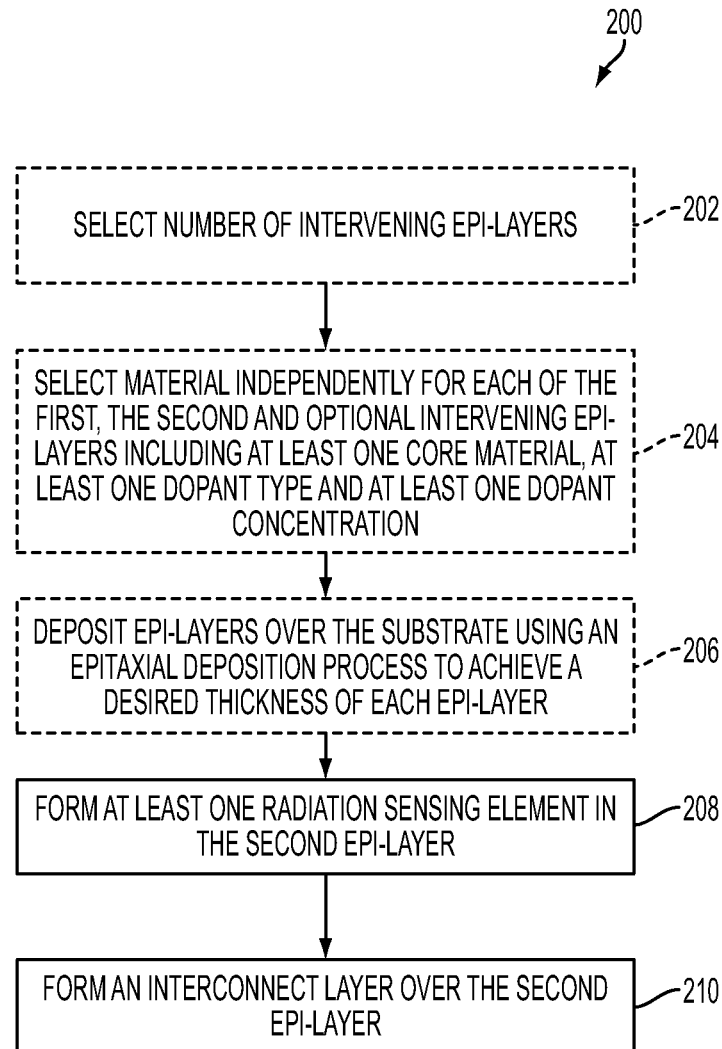 200
SELECT NUMBER OF INTERVENING EPI-LAYERS
202
SELECT MATERIAL INDEPENDENTLY FOR EACH OF THE
FIRST, THE SECOND AND OPTIONAL INTERVENING EPI-
LAYERS INCLUDING AT LEAST ONE CORE MATERIAL, AT
LEAST ONE DOPANT TYPE AND AT LEAST ONE DOPANT
CONCENTRATION
204
DEPOSIT EPI-LAYERS OVER THE SUBSTRATE USING AN
EPITAXIAL DEPOSITION PROCESS TO ACHIEVE A
DESIRED THICKNESS OF EACH EPI-LAYER
206
FORM AT LEAST ONE RADIATION SENSING ELEMENT IN
THE SECOND EPI-LAYER
208
FORM AN INTERCONNECT LAYER OVER THE SECOND
EPI-LAYER
210